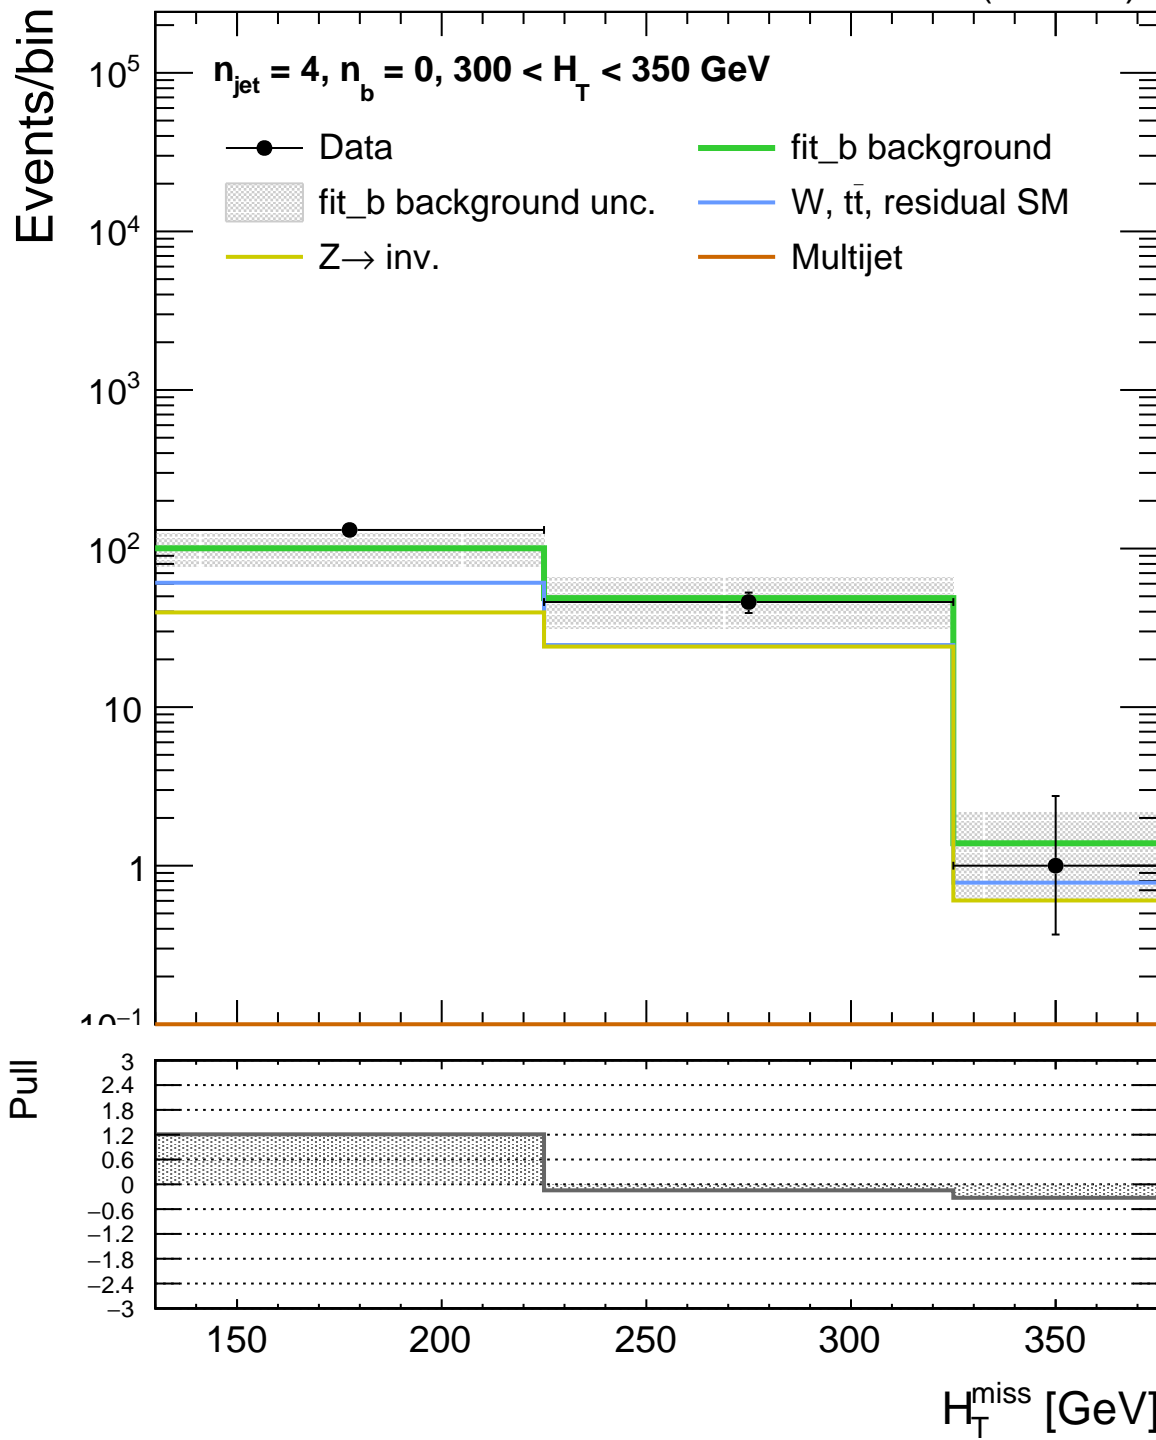 Events/bin
n_jet = 4, n_b = 0, 300 < H_T < 350 GeV
Data
fit_b background
fit_b background unc.
W, tt̄, residual SM
Z→ inv.
Multijet
10^5
10^4
10^3
10^2
10
1
10^−1
Pull
3
2.4
1.8
1.2
0.6
0
−0.6
−1.2
−1.8
−2.4
−3
150 200 250 300 350
H_T^miss [GeV]